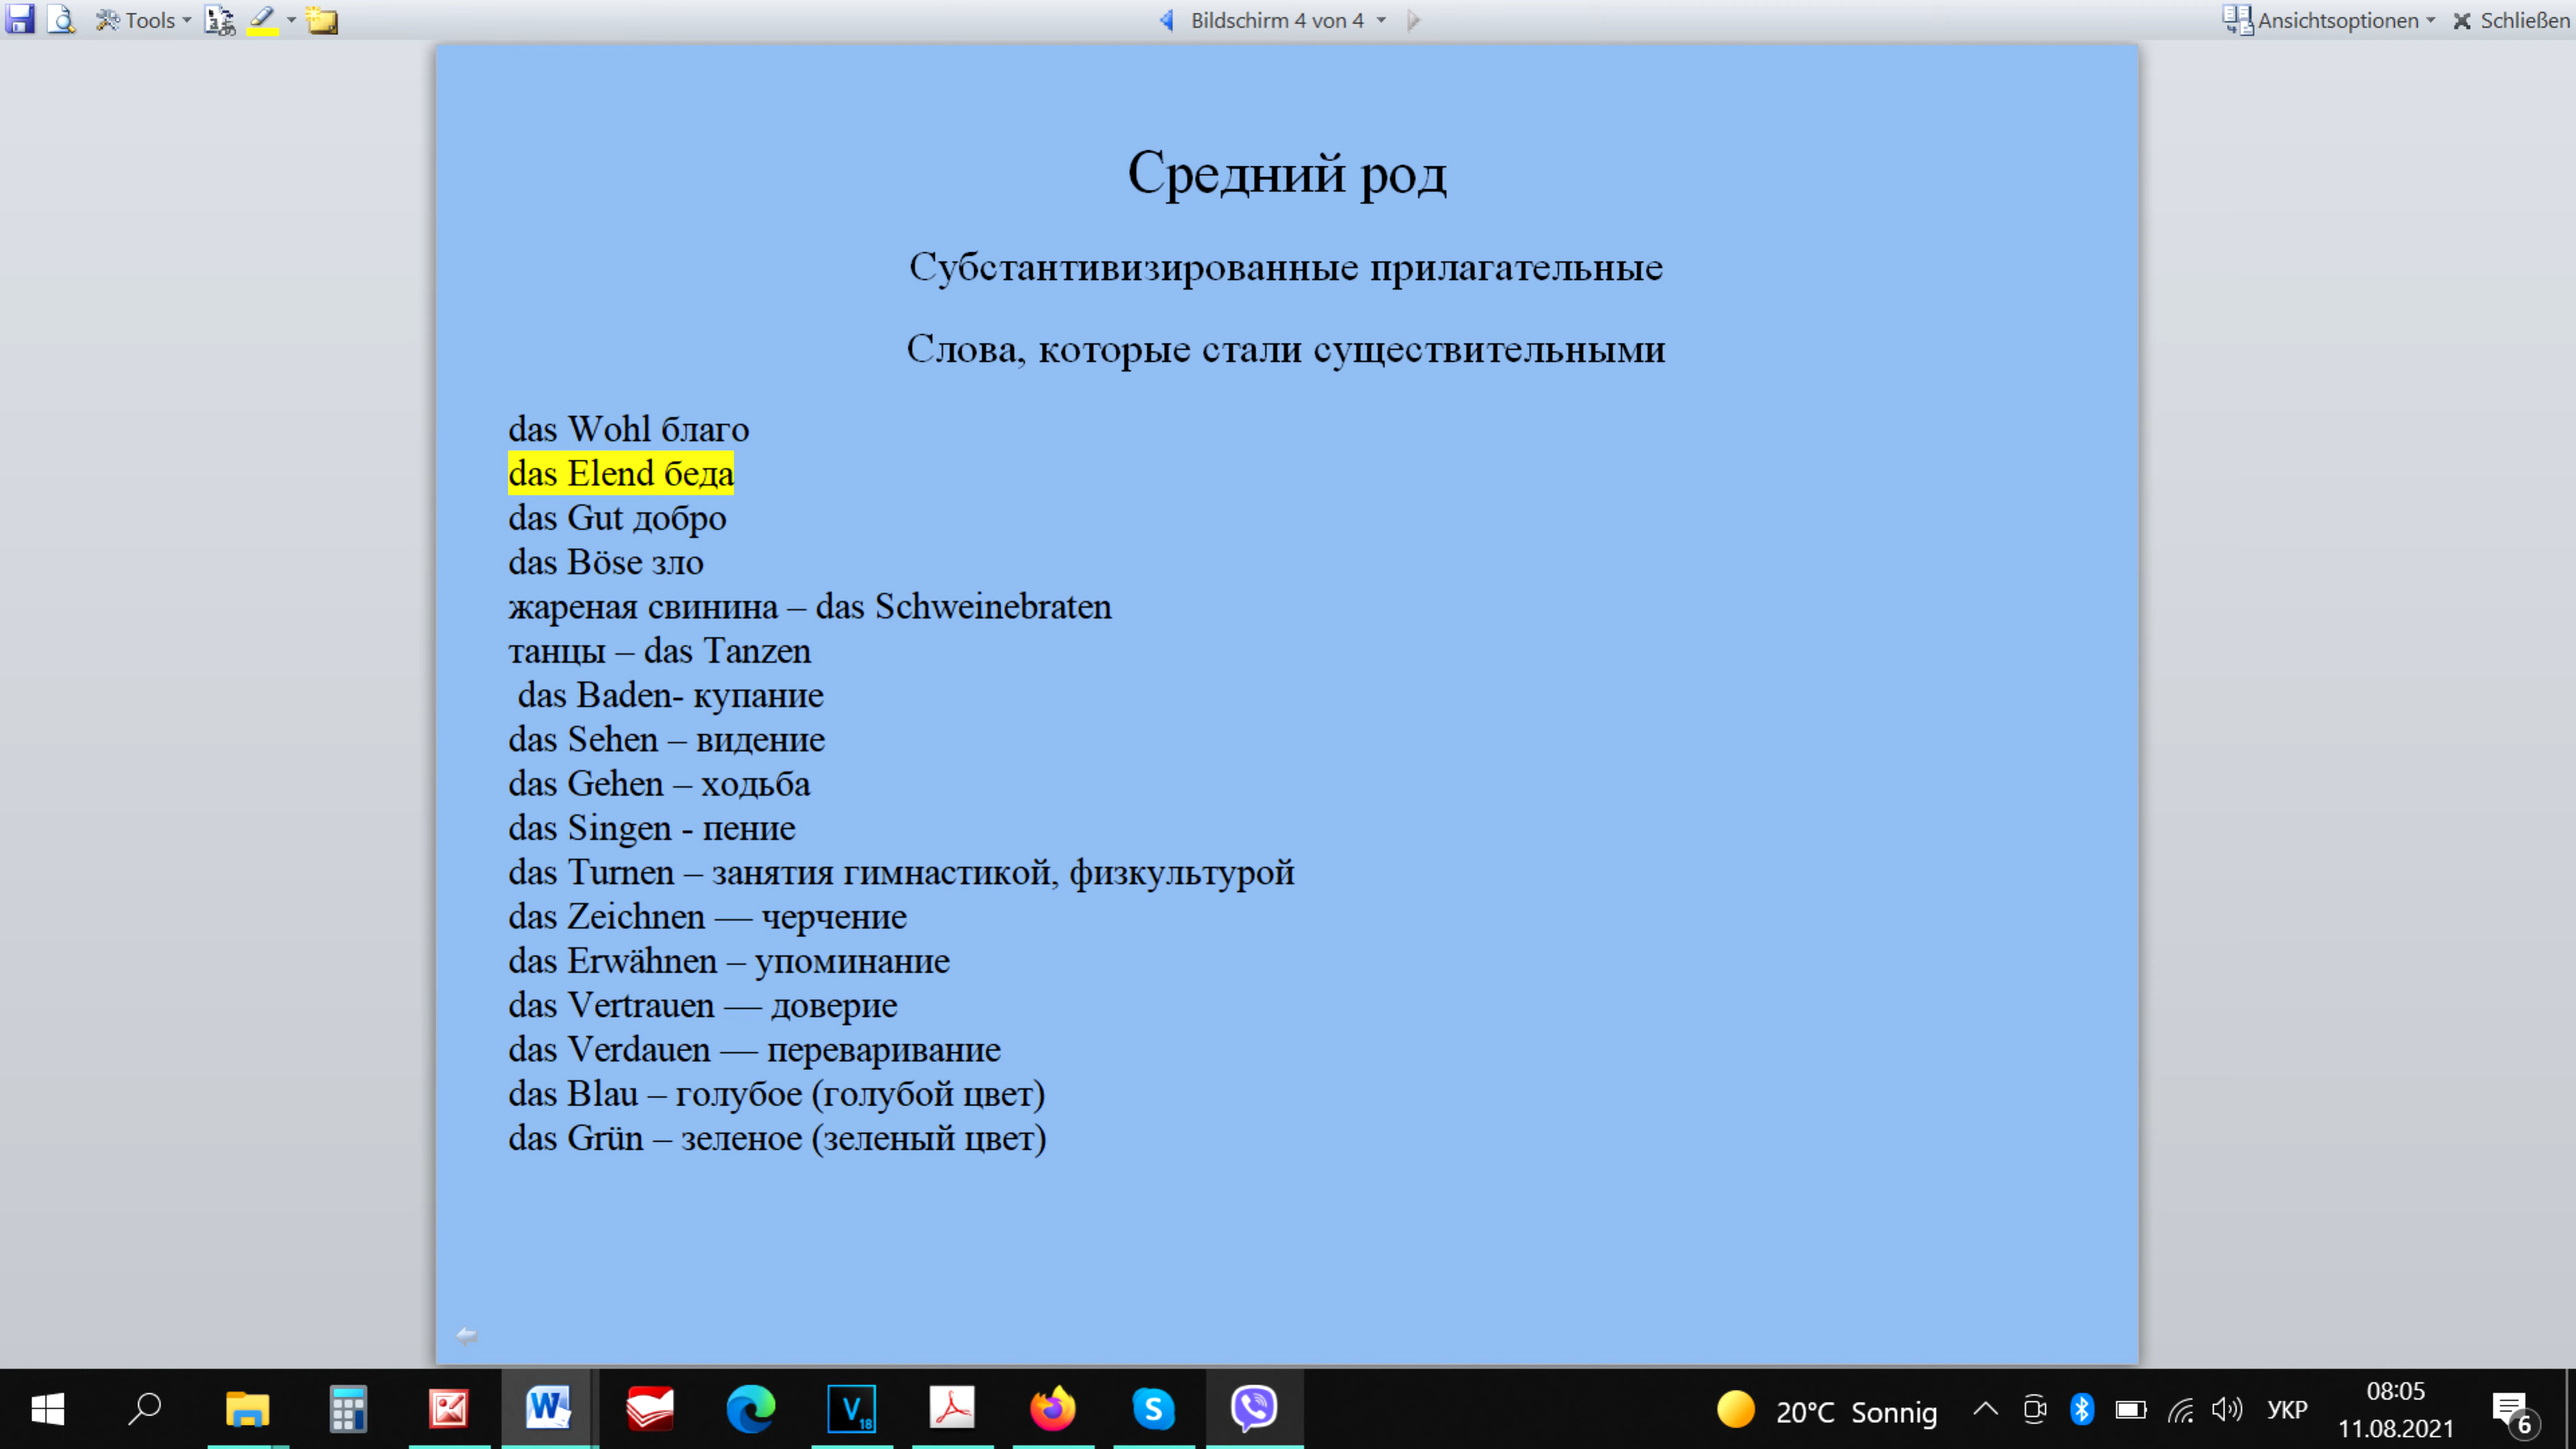 Tools
Bildschirm 4 von 4
Ansichtsoptionen
Schließen
Средний род
Субстантивизированные прилагательные
Слова, которые стали существительными
das Wohl благо
das Elend беда
das Gut добро
das Böse зло
жареная свинина – das Schweinebraten
танцы – das Tanzen
das Baden- купание
das Sehen – видение
das Gehen – ходьба
das Singen - пение
das Turnen – занятия гимнастикой, физкультурой
das Zeichnen — черчение
das Erwähnen – упоминание
das Vertrauen — доверие
das Verdauen — переваривание
das Blau – голубое (голубой цвет)
das Grün – зеленое (зеленый цвет)
W
V 18
S
20°C Sonnig
УКР
08:05
11.08.2021
6